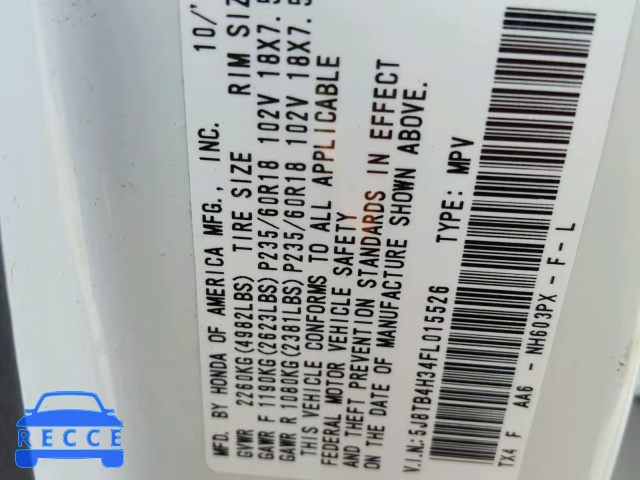 MFD. BY HONDA OF AMERICA MFG., INC. 10/
GVWR 2260KG(4982LBS) TIRE SIZE RIM SIZ
GAWR F 1190KG(2623LBS) P235/60R18 102V 18X7.5
GAWR R 1080KG(2381LBS) P235/60R18 102V 18X7.5
THIS VEHICLE CONFORMS TO ALL APPLICABLE
FEDERAL MOTOR VEHICLE SAFETY
AND THEFT PREVENTION STANDARDS IN EFFECT
ON THE DATE OF MANUFACTURE SHOWN ABOVE.
V.I.N.:5J8TB4H34FL015526 TYPE: MPV
TX4 F AA6 - NH603PX - F - L
RECCE